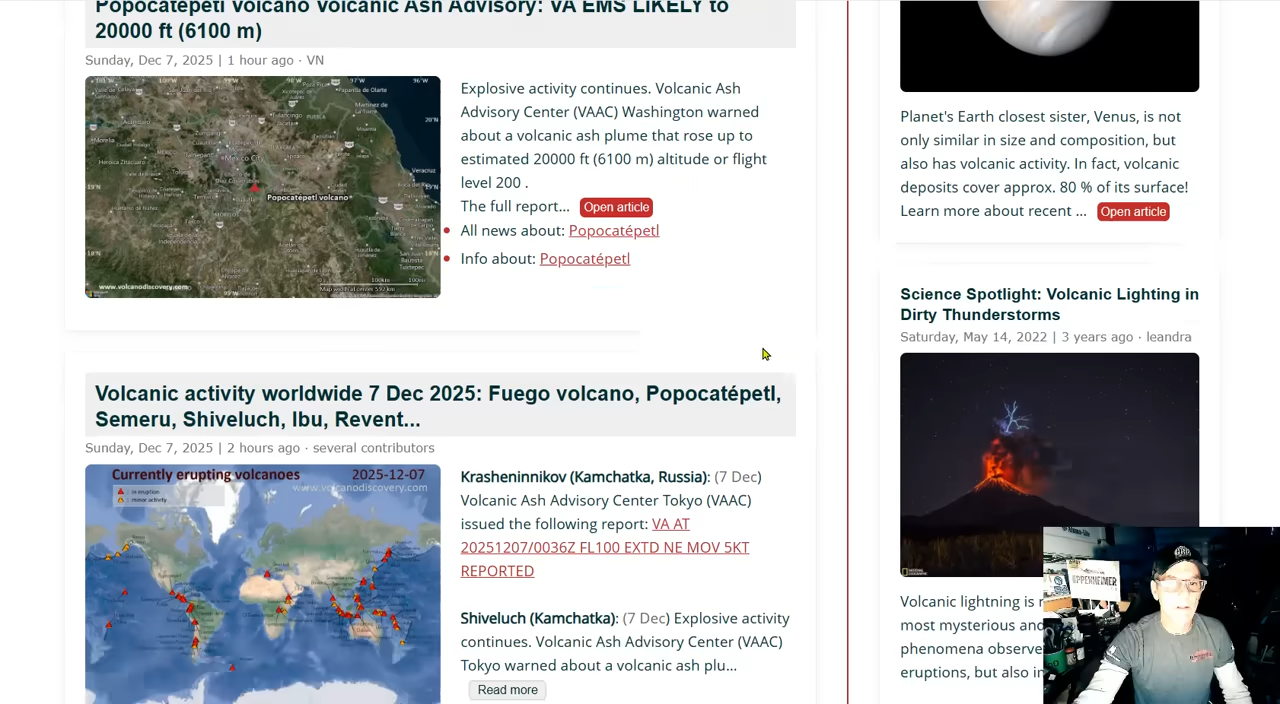 Popocatépetl volcano Volcanic Ash Advisory: VA EMS LIKELY to
20000 ft (6100 m)
Sunday, Dec 7, 2025 | 1 hour ago · VN
Mexico City
Veracruz
Popocatépetl volcano
www.volcanodiscovery.com
Explosive activity continues. Volcanic Ash
Advisory Center (VAAC) Washington warned
about a volcanic ash plume that rose up to
estimated 20000 ft (6100 m) altitude or flight
level 200 .
The full report... Open article
All news about: Popocatépetl
Info about: Popocatépetl
Volcanic activity worldwide 7 Dec 2025: Fuego volcano, Popocatépetl,
Semeru, Shiveluch, Ibu, Revent...
Sunday, Dec 7, 2025 | 2 hours ago · several contributors
Currently erupting volcanoes 2025-12-07
www.volcanodiscovery.com
: in eruption
: minor activity
Krasheninnikov (Kamchatka, Russia): (7 Dec)
Volcanic Ash Advisory Center Tokyo (VAAC)
issued the following report: VA AT
20251207/0036Z FL100 EXTD NE MOV 5KT
REPORTED
Shiveluch (Kamchatka): (7 Dec) Explosive activity
continues. Volcanic Ash Advisory Center (VAAC)
Tokyo warned about a volcanic ash plu...
Read more
Planet's Earth closest sister, Venus, is not
only similar in size and composition, but
also has volcanic activity. In fact, volcanic
deposits cover approx. 80 % of its surface!
Learn more about recent ... Open article
Science Spotlight: Volcanic Lighting in
Dirty Thunderstorms
Saturday, May 14, 2022 | 3 years ago · leandra
Volcanic lightning is
most mysterious and
phenomena observe
eruptions, but also in
OPPENHEIMER